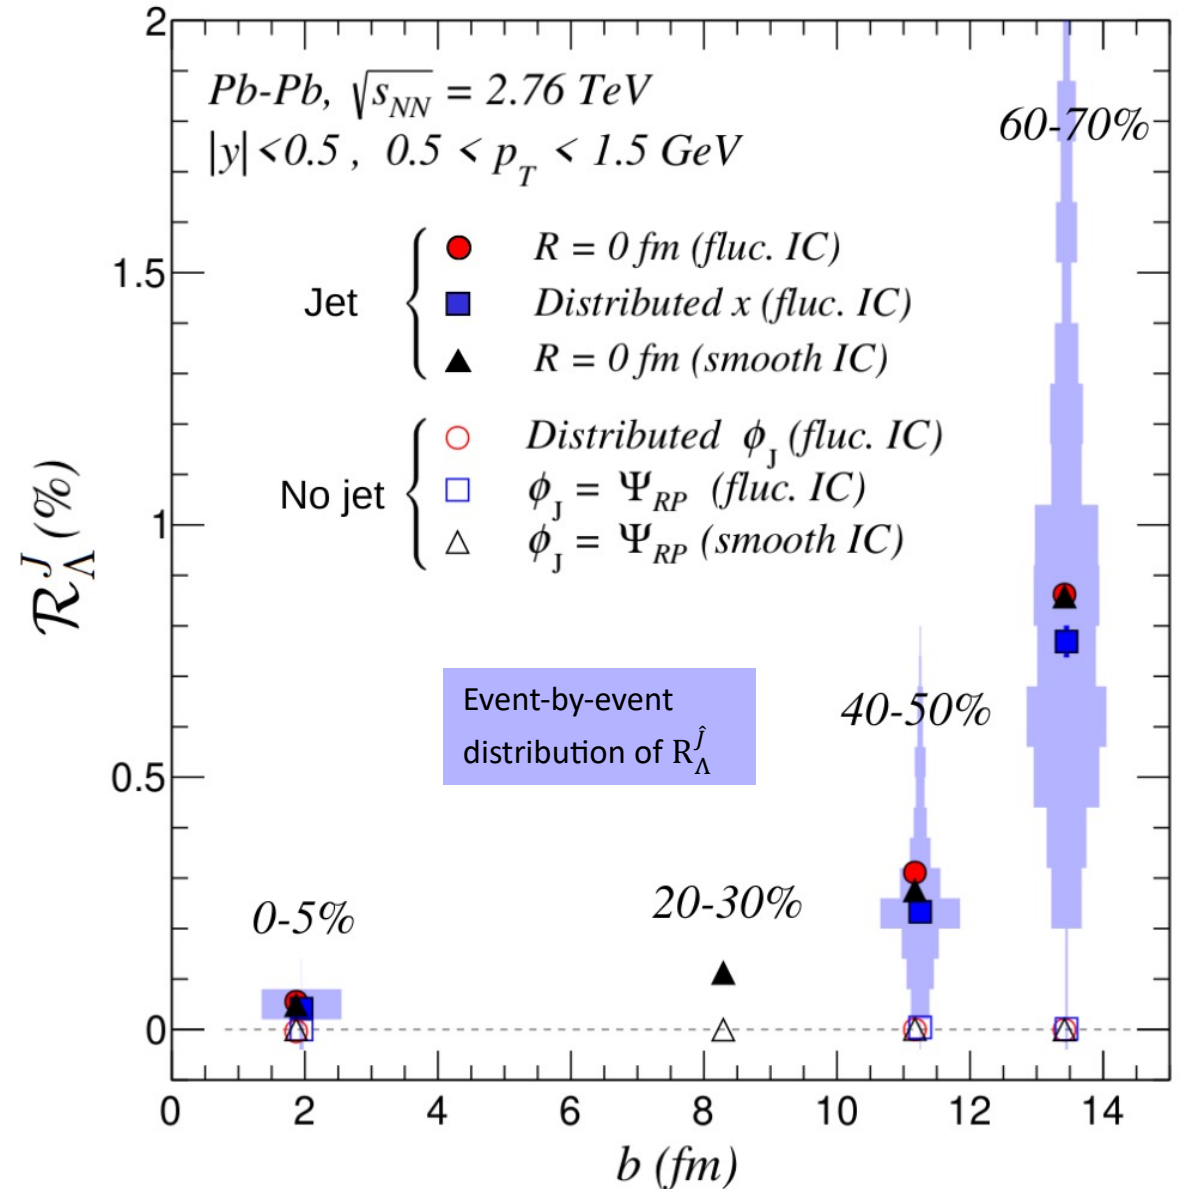 Pb-Pb, √s_NN = 2.76 TeV
|y|<0.5 , 0.5 < p_T < 1.5 GeV
60-70%
Jet
R = 0 fm (fluc. IC)
Distributed x (fluc. IC)
R = 0 fm (smooth IC)
No jet
Distributed ϕ_J (fluc. IC)
ϕ_J = Ψ_RP (fluc. IC)
ϕ_J = Ψ_RP (smooth IC)
Event-by-event
distribution of R_Λ^Ĵ
40-50%
20-30%
0-5%
2
1.5
1
0.5
0
ℛ_Λ^J (%)
0 2 4 6 8 10 12 14
b (fm)